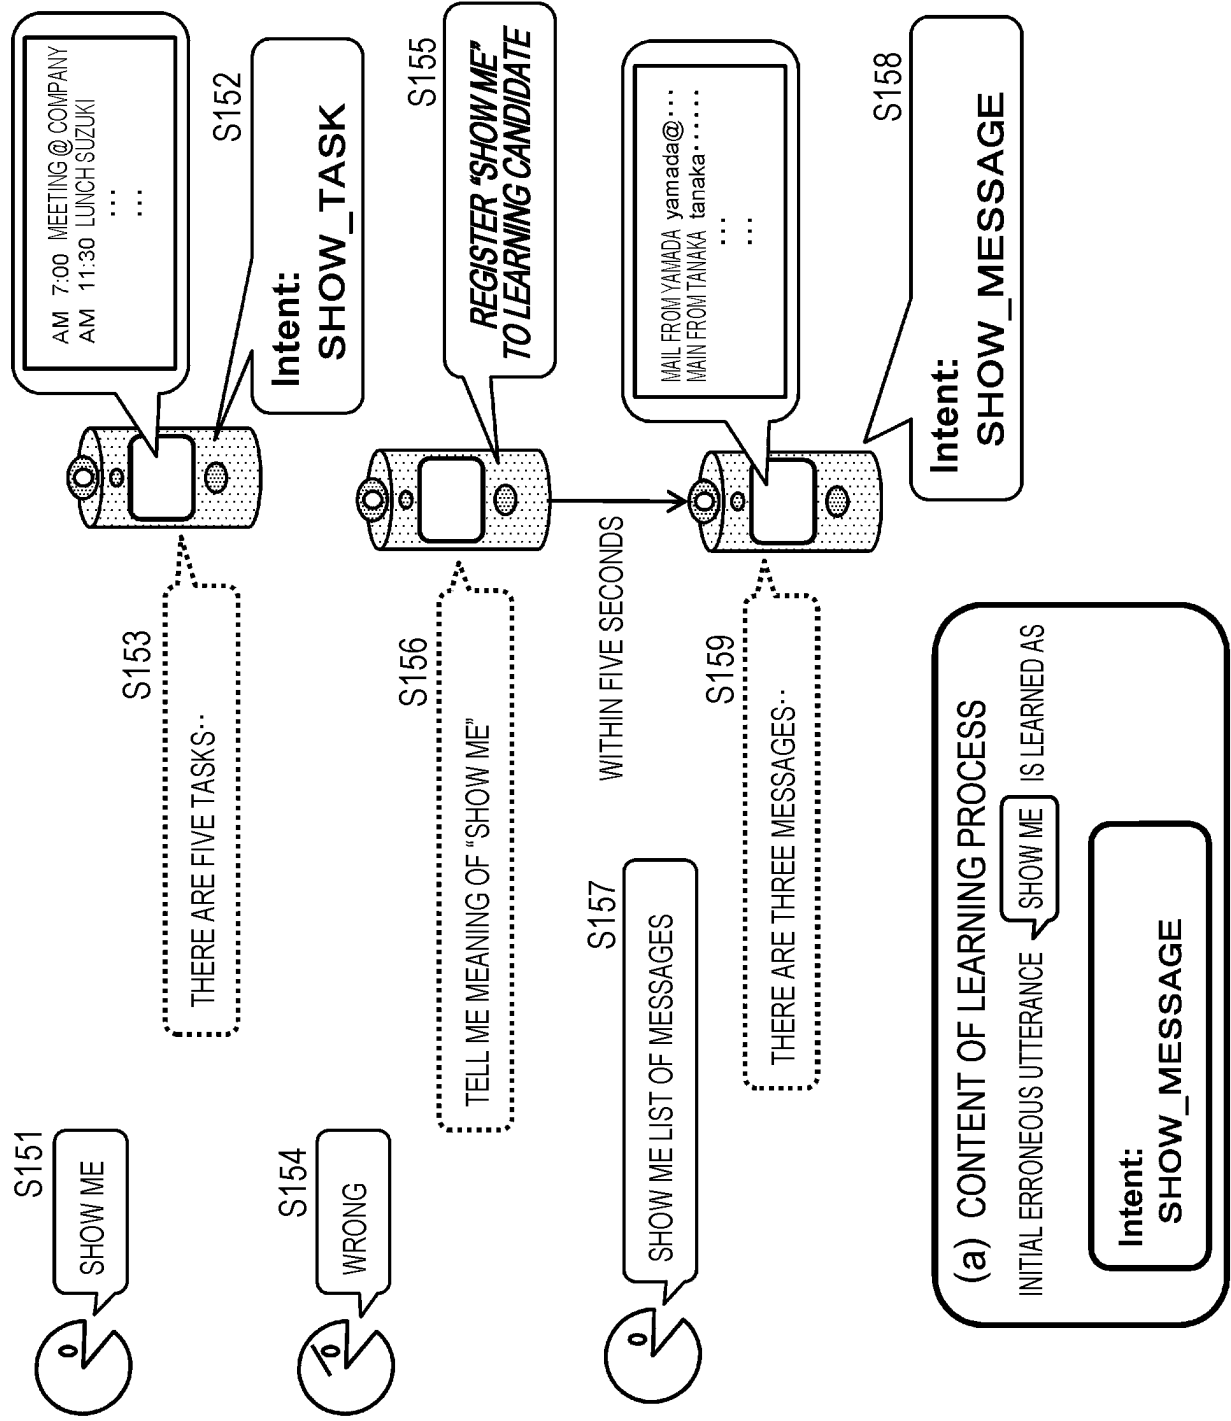 S151
SHOW ME
S152
Intent:
SHOW_TASK
AM 7:00 MEETING @ COMPANY
AM 11:30 LUNCH SUZUKI
...
...
S153
THERE ARE FIVE TASKS··
S154
WRONG
S155
REGISTER "SHOW ME"
TO LEARNING CANDIDATE
S156
TELL ME MEANING OF "SHOW ME"
WITHIN FIVE SECONDS
S157
SHOW ME LIST OF MESSAGES
S158
Intent:
SHOW_MESSAGE
MAIL FROM YAMADA yamada@···
MAIN FROM TANAKA tanaka······
...
...
S159
THERE ARE THREE MESSAGES··
(a) CONTENT OF LEARNING PROCESS
INITIAL ERRONEOUS UTTERANCE SHOW ME IS LEARNED AS
Intent:
SHOW_MESSAGE